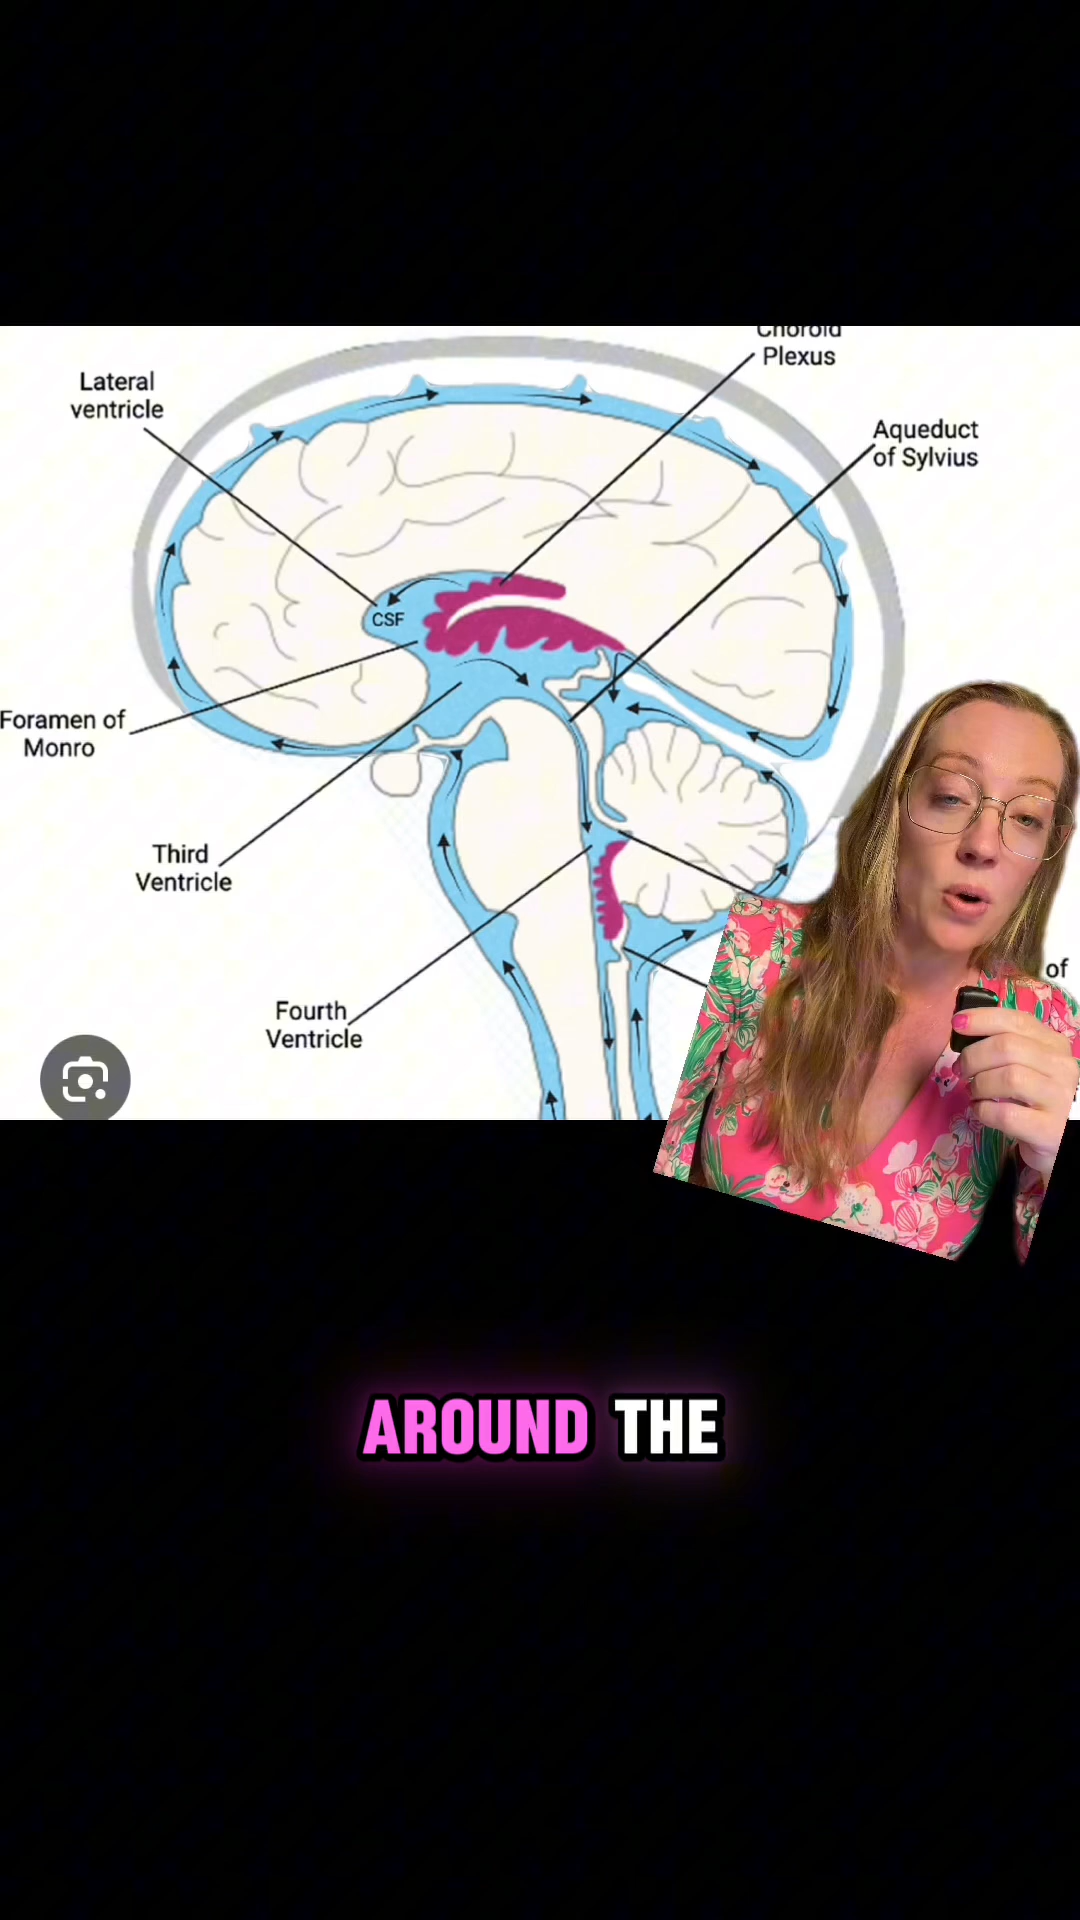 Choroid
Plexus
Lateral
ventricle
Aqueduct
of Sylvius
CSF
Foramen of
Monro
Third
Ventricle
of
Fourth
Ventricle
AROUND THE